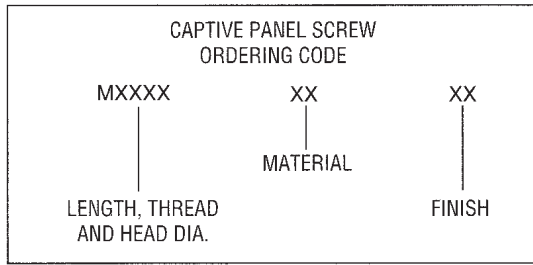 CAPTIVE PANEL SCREW
ORDERING CODE
MXXXX XX XX
MATERIAL
LENGTH, THREAD FINISH
AND HEAD DIA.